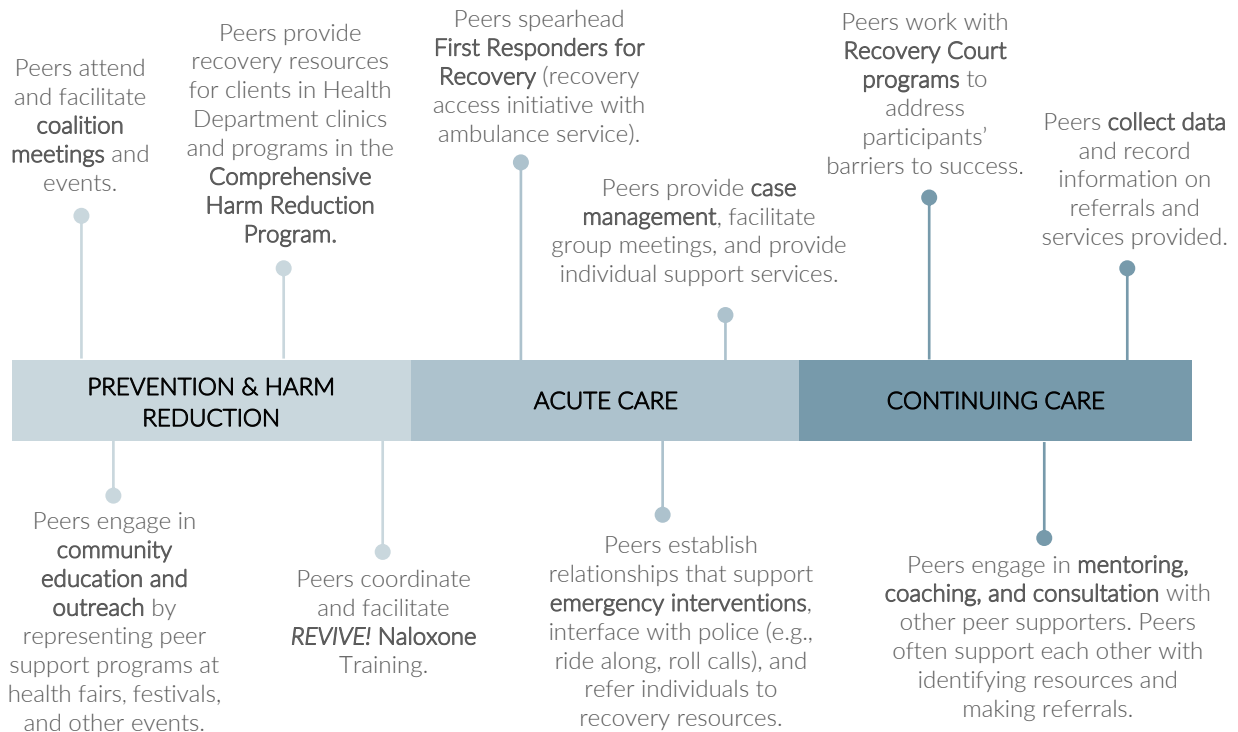 Peers attend
and facilitate
coalition
meetings and
events.
Peers provide
recovery resources
for clients in Health
Department clinics
and programs in the
Comprehensive
Harm Reduction
Program.
Peers spearhead
First Responders for
Recovery (recovery
access initiative with
ambulance service).
Peers provide case
management, facilitate
group meetings, and provide
individual support services.
Peers work with
Recovery Court
programs to
address
participants’
barriers to success.
Peers collect data
and record
information on
referrals and
services provided.
PREVENTION & HARM
REDUCTION
ACUTE CARE
CONTINUING CARE
Peers engage in
community
education and
outreach by
representing peer
support programs at
health fairs, festivals,
and other events.
Peers coordinate
and facilitate
REVIVE! Naloxone
Training.
Peers establish
relationships that support
emergency interventions,
interface with police (e.g.,
ride along, roll calls), and
refer individuals to
recovery resources.
Peers engage in mentoring,
coaching, and consultation with
other peer supporters. Peers
often support each other with
identifying resources and
making referrals.